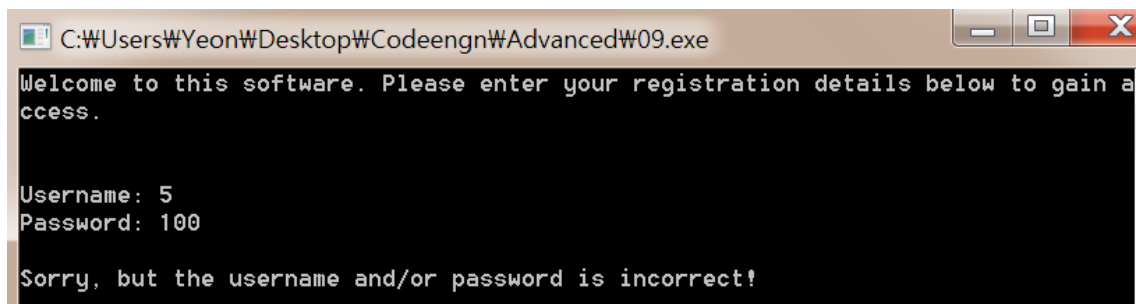 C:₩Users₩Yeon₩Desktop₩Codeengn₩Advanced₩09.exe
Welcome to this software. Please enter your registration details below to gain a
ccess.
Username: 5
Password: 100
Sorry, but the username and/or password is incorrect!